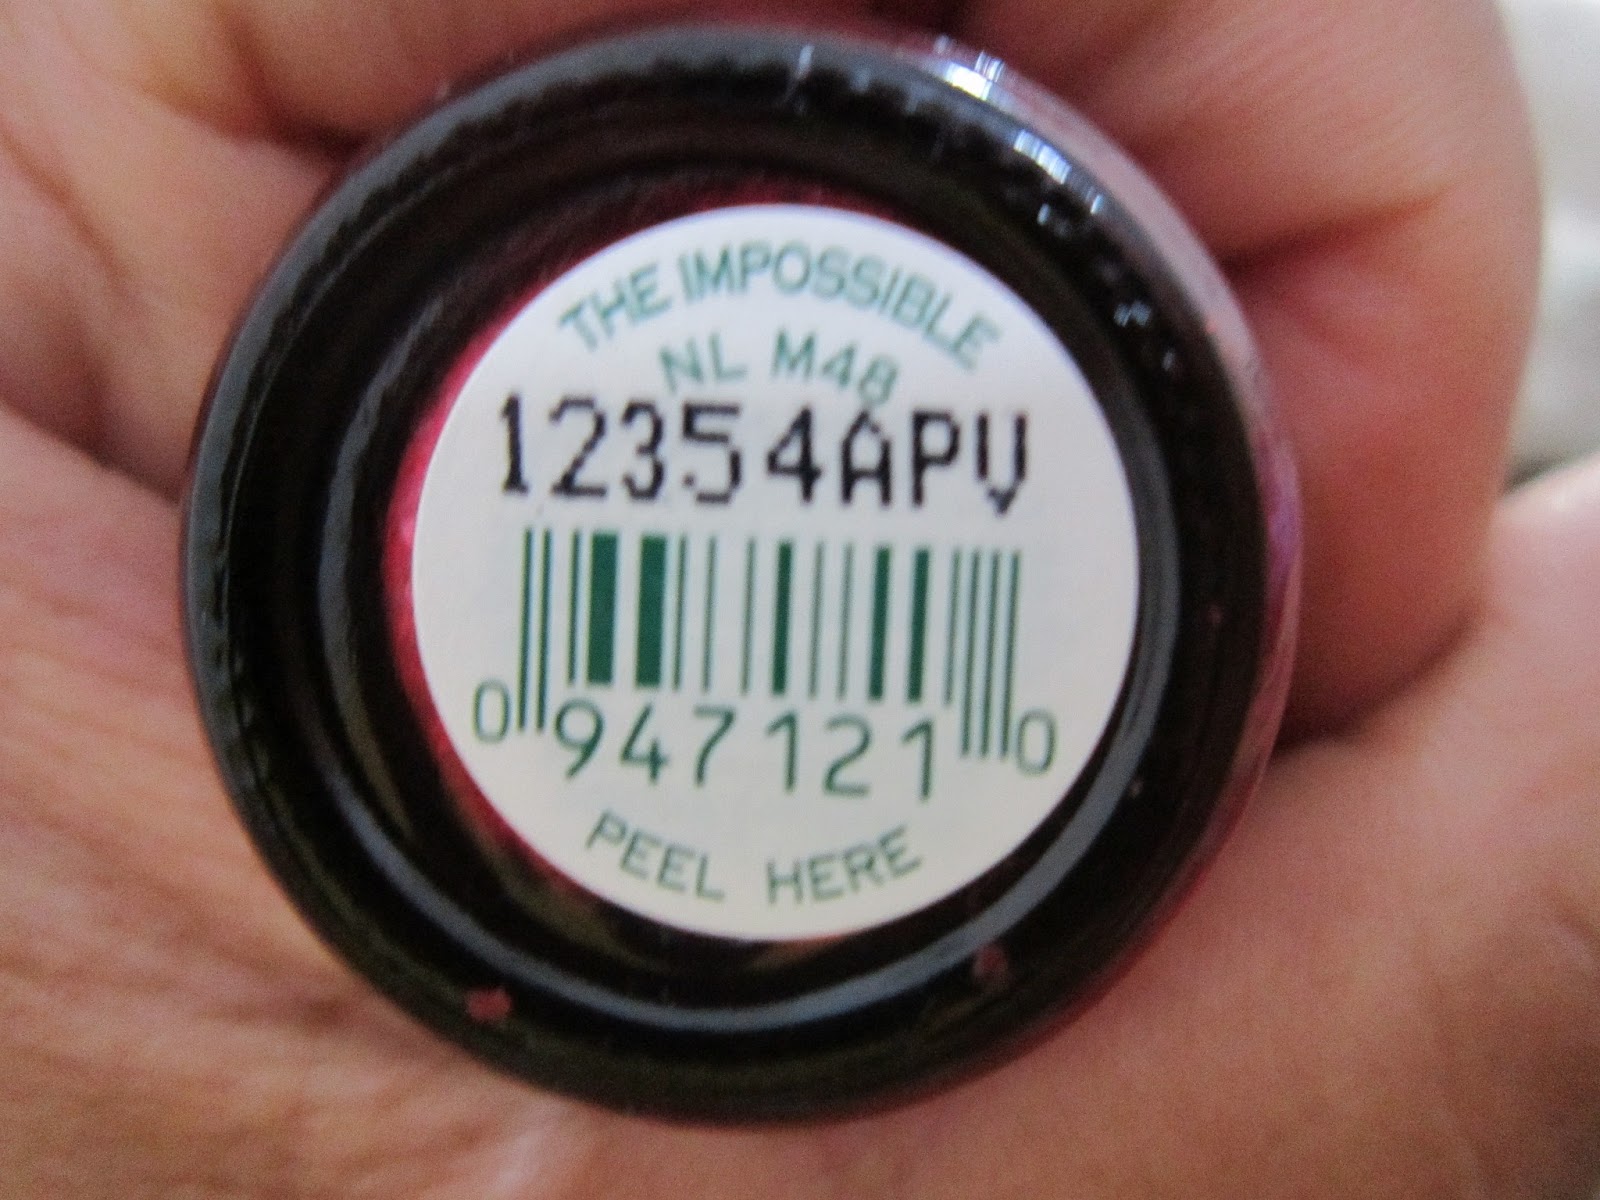 THE IMPOSSIBLE
NL M48
12354APV
0 947121 0
PEEL HERE